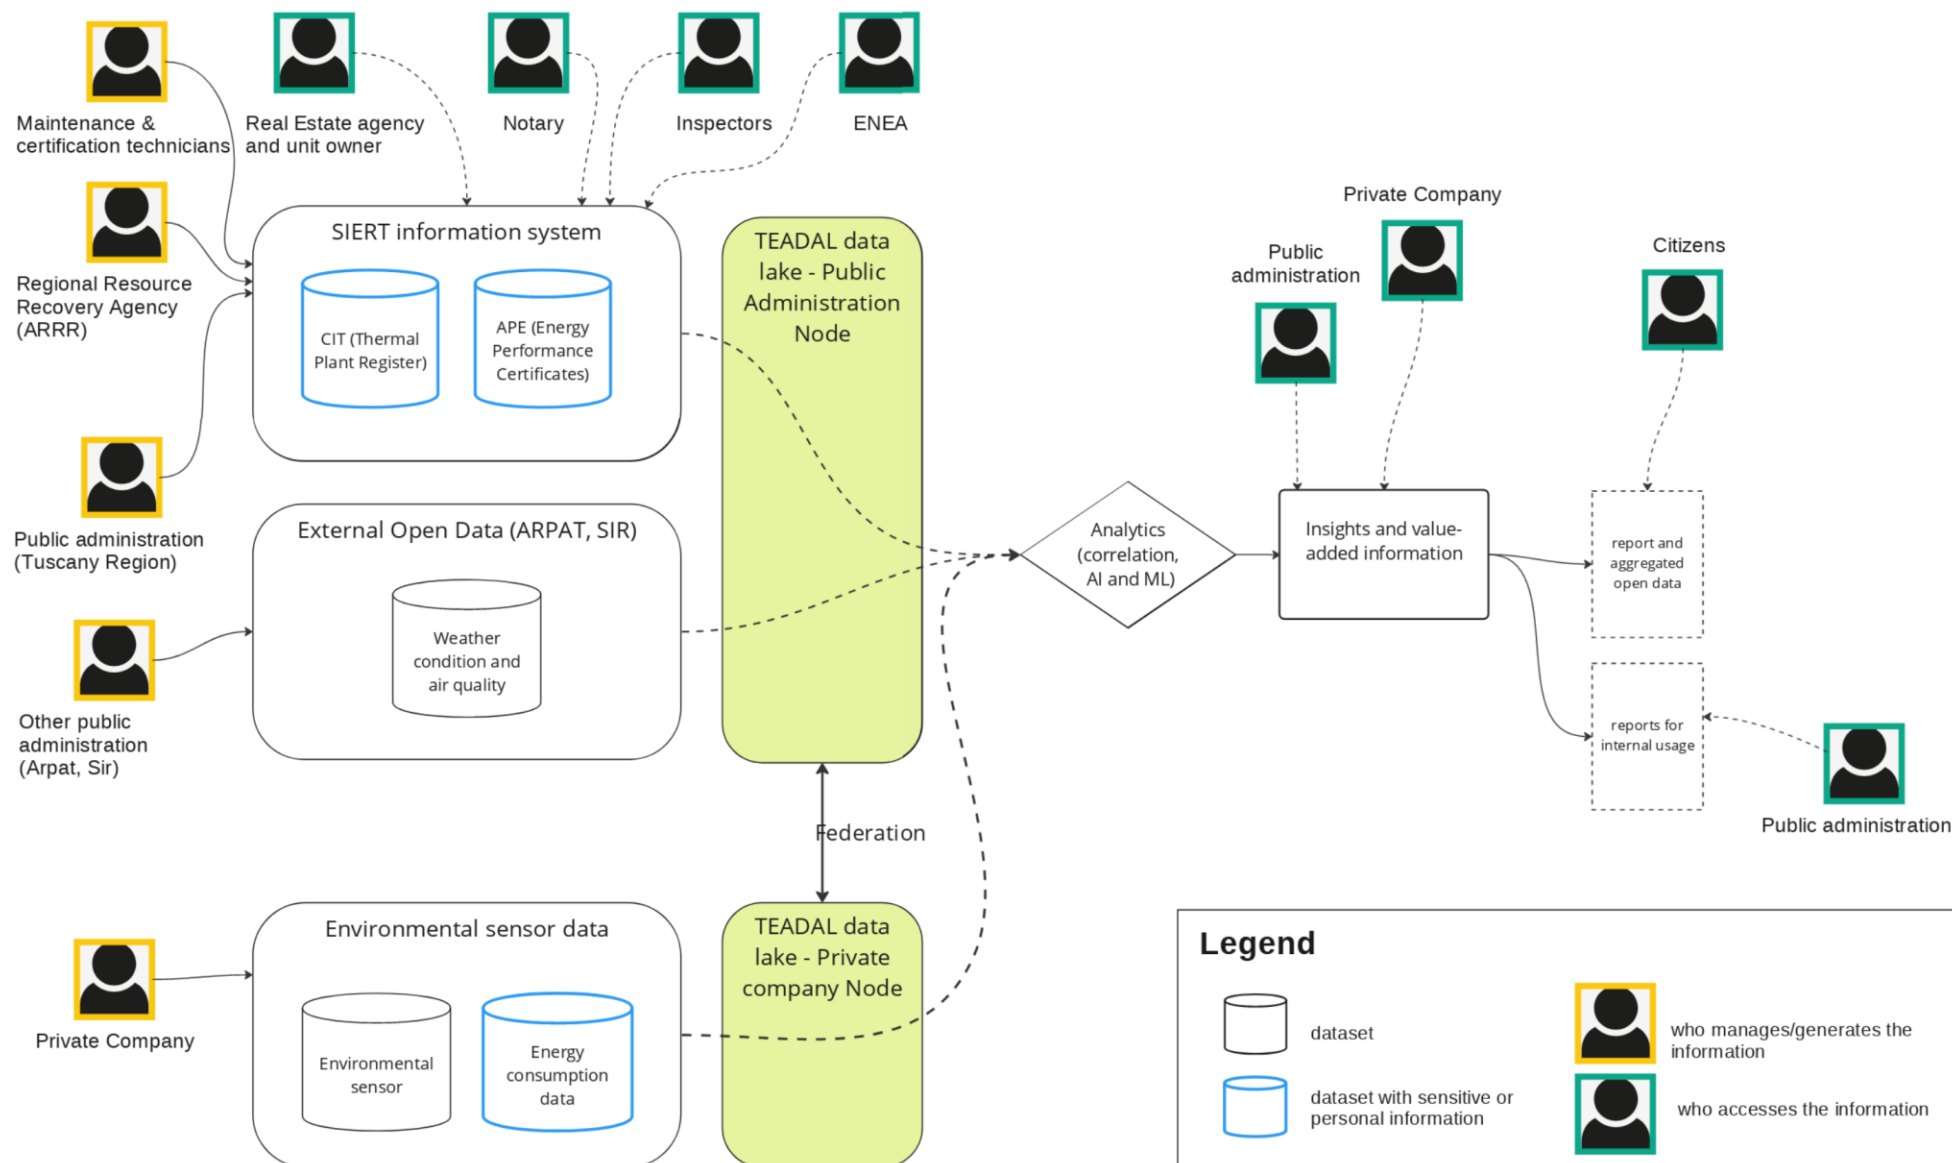 Maintenance &
certification technicians
Real Estate agency
and unit owner
Notary
Inspectors
ENEA
Regional Resource
Recovery Agency
(ARRR)
Public administration
(Tuscany Region)
Other public
administration
(Arpat, Sir)
Private Company
SIERT information system
CIT (Thermal
Plant Register)
APE (Energy
Performance
Certificates)
External Open Data (ARPAT, SIR)
Weather
condition and
air quality
Environmental sensor data
Environmental
sensor
Energy
consumption
data
TEADAL data
lake - Public
Administration
Node
Federation
TEADAL data
lake - Private
company Node
Analytics
(correlation,
AI and ML)
Public
administration
Private Company
Citizens
Insights and value-
added information
report and
aggregated
open data
reports for
internal usage
Public administration
Legend
dataset
dataset with sensitive or
personal information
who manages/generates the
information
who accesses the information